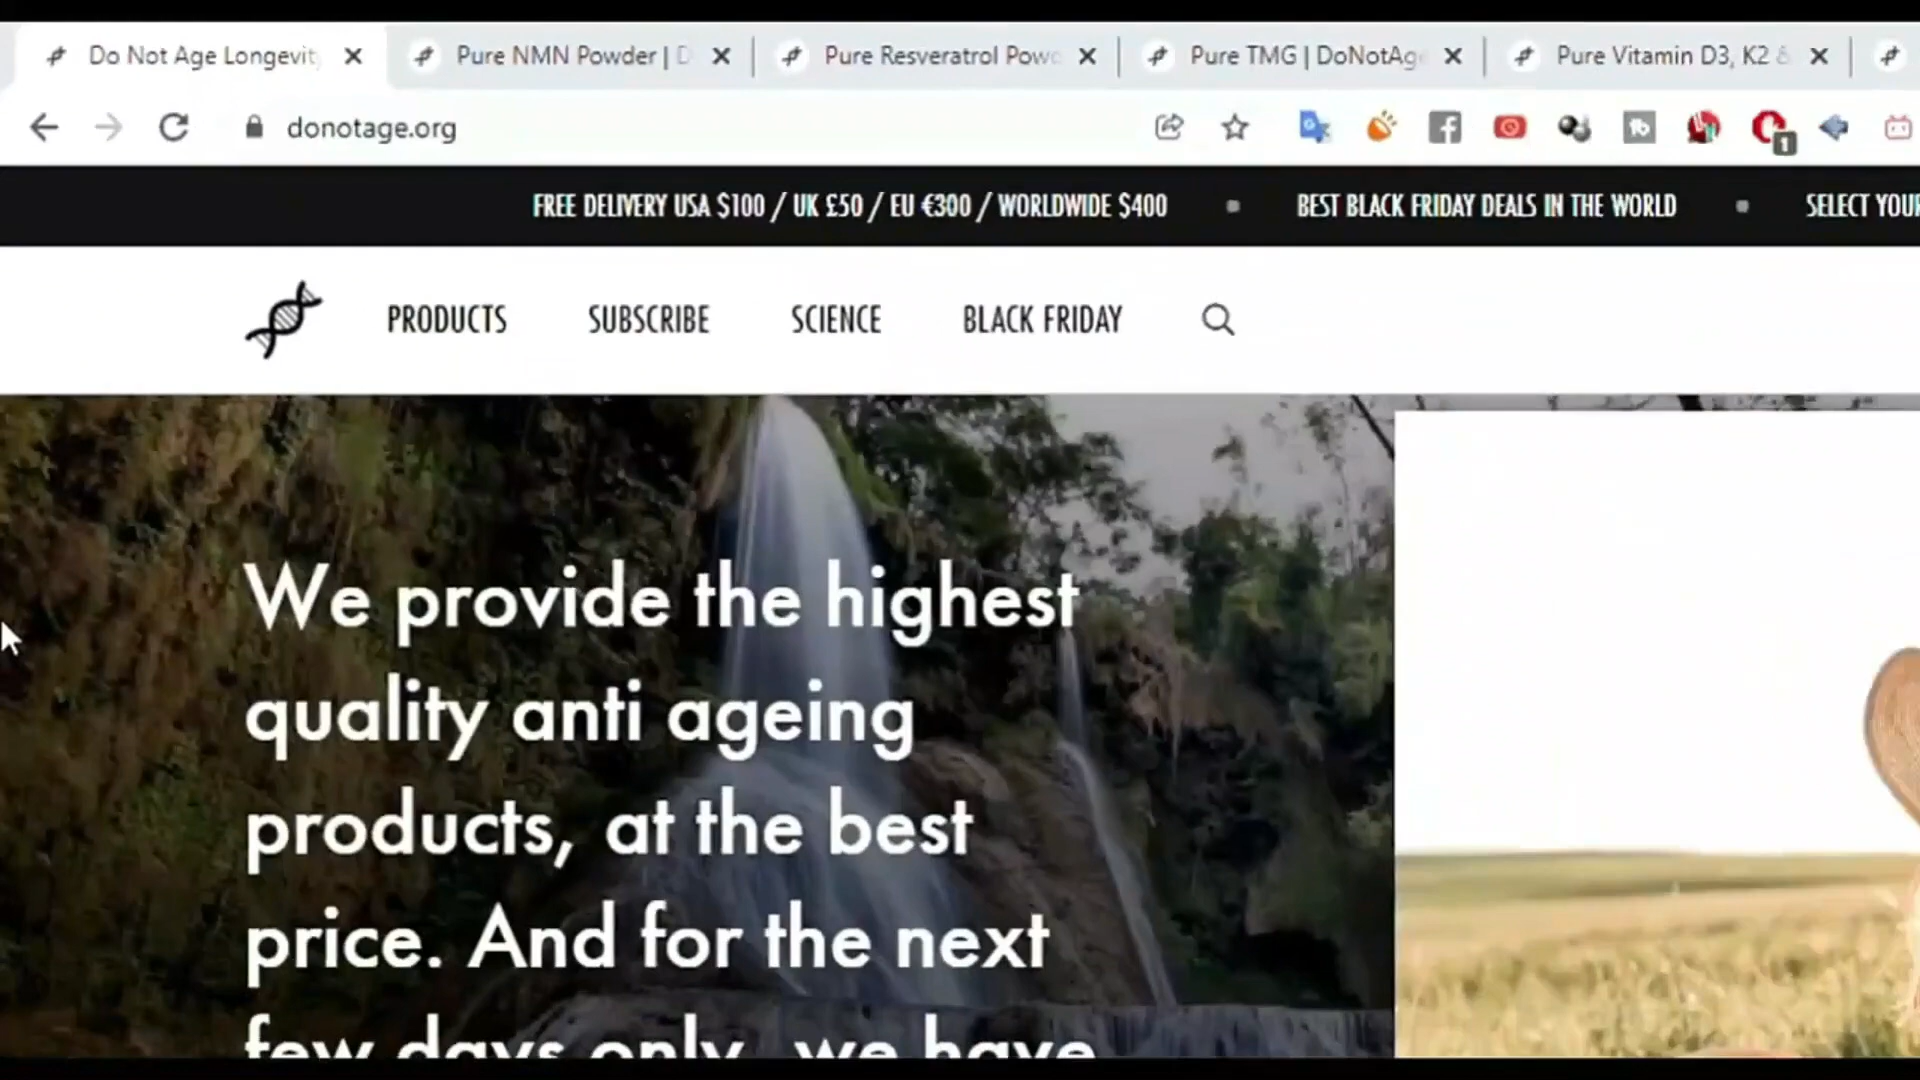 Do Not Age Longevit
Pure NMN Powder | D
Pure Resveratrol Powd
Pure TMG | DoNotAge
Pure Vitamin D3, K2 &
donotage.org
1
FREE DELIVERY USA $100 / UK £50 / EU €300 / WORLDWIDE $400
BEST BLACK FRIDAY DEALS IN THE WORLD
SELECT YOUR
PRODUCTS
SUBSCRIBE
SCIENCE
BLACK FRIDAY
We provide the highest
quality anti ageing
products, at the best
price. And for the next
few days only, we have